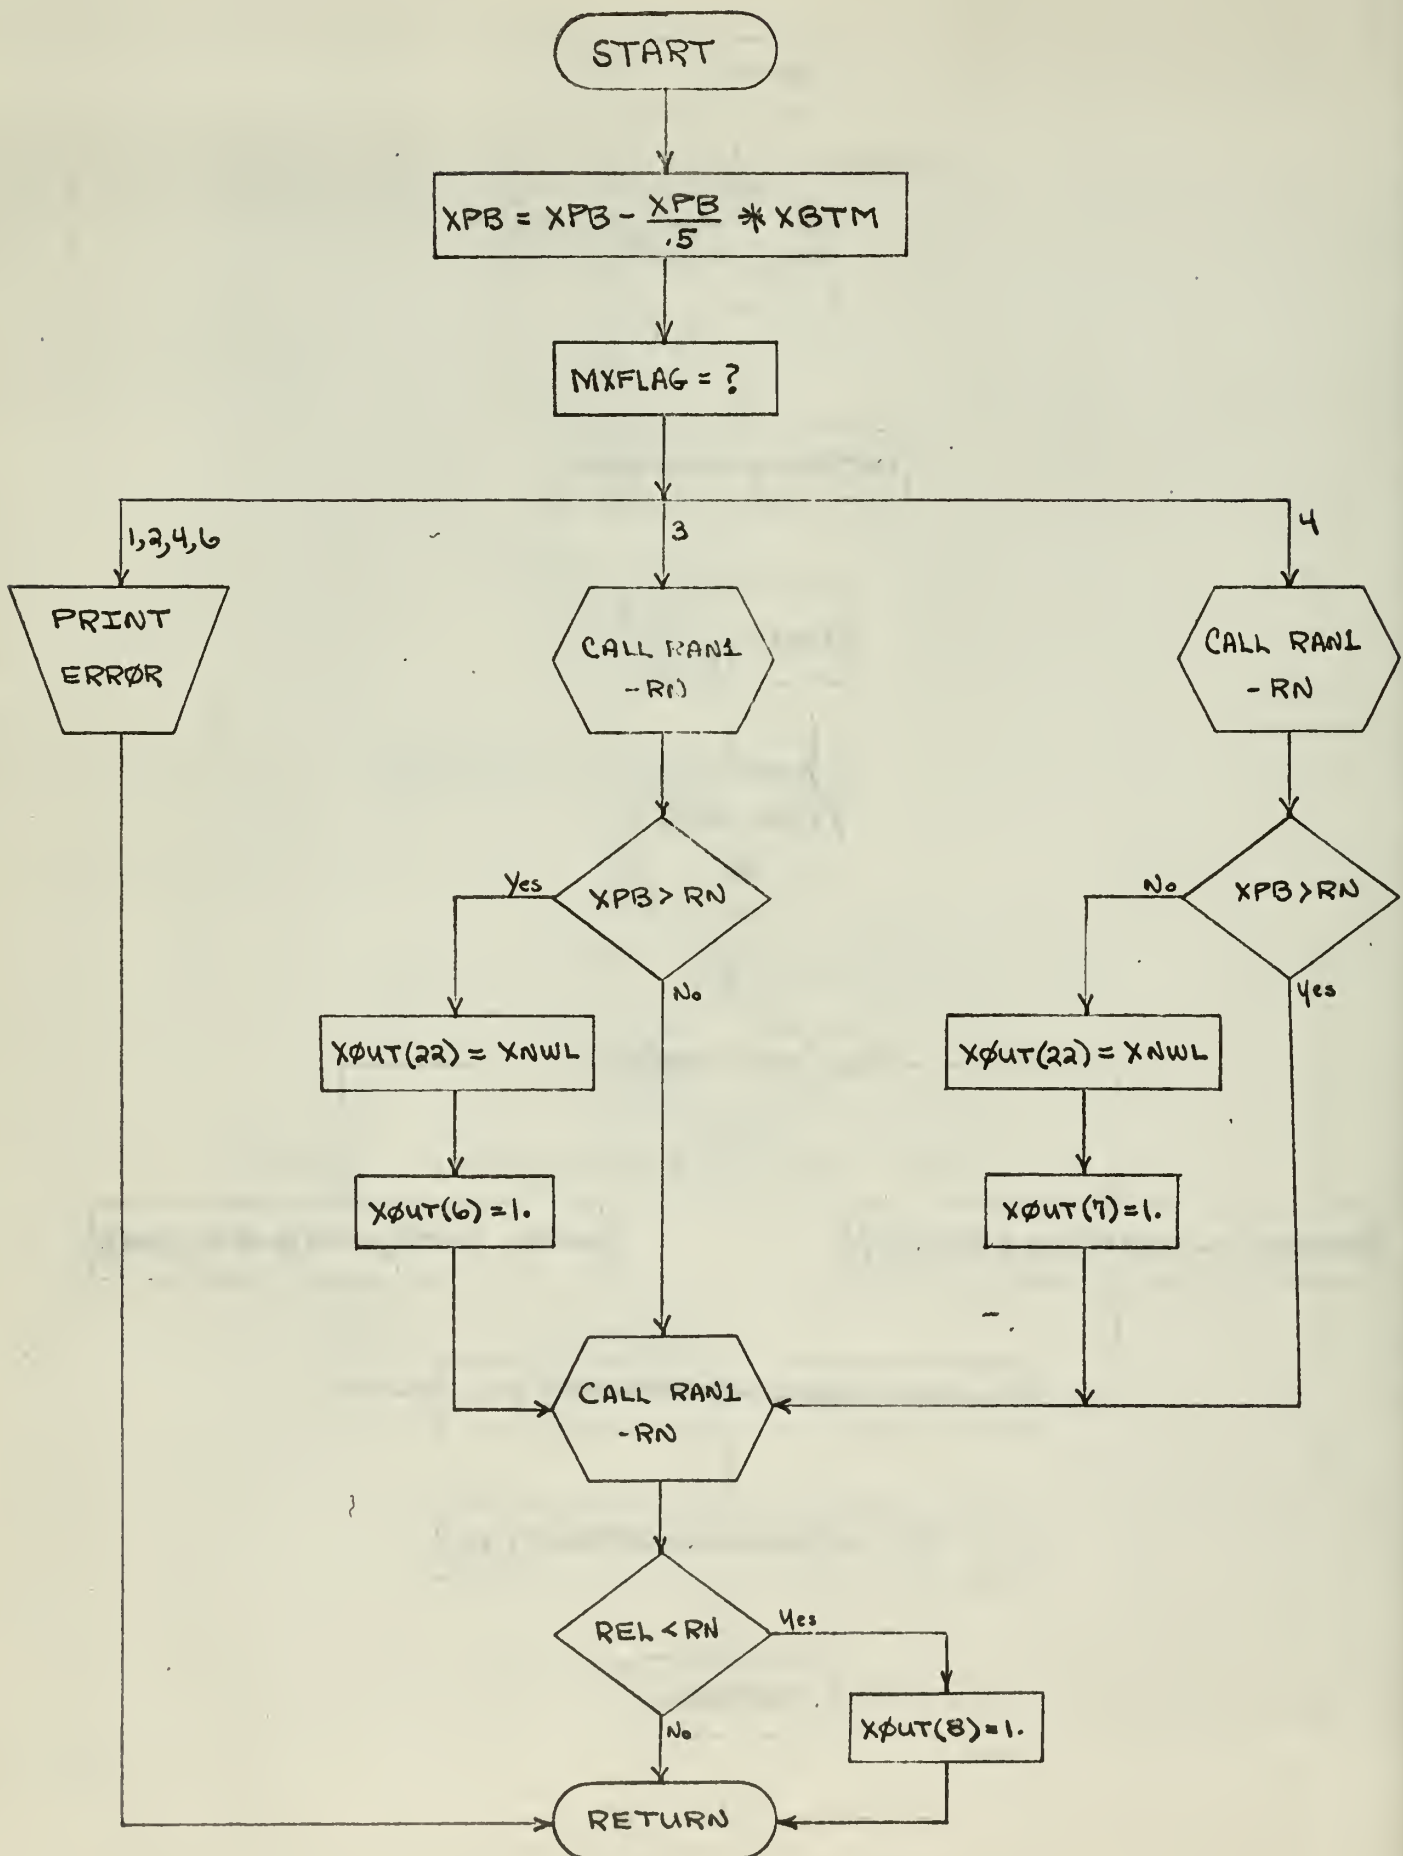 START
XPB = XPB - XPB/.5 * XBTM
MXFLAG = ?
1,2,4,6
3
4
PRINT
ERRØR
CALL RAN1
-RN
CALL RAN1
- RN
XPB > RN
Yes
No
XPB > RN
No
Yes
XØUT(22) = XNWL
XØUT(22) = XNWL
XØUT(6) = 1.
XØUT(7) = 1.
CALL RAN1
-RN
REL < RN
Yes
No
XØUT(8) = 1.
RETURN